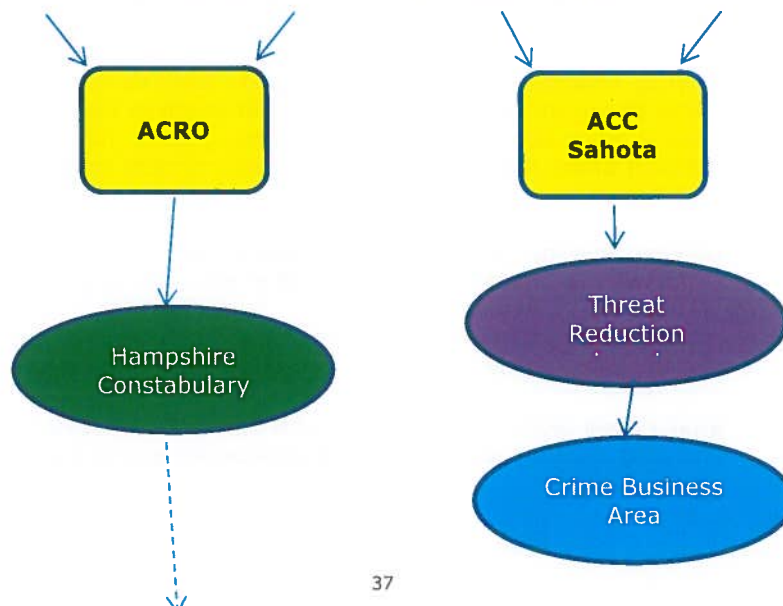 ACRO
ACC
Sahota
Threat
Reduction
Hampshire
Constabulary
Crime Business
Area
37